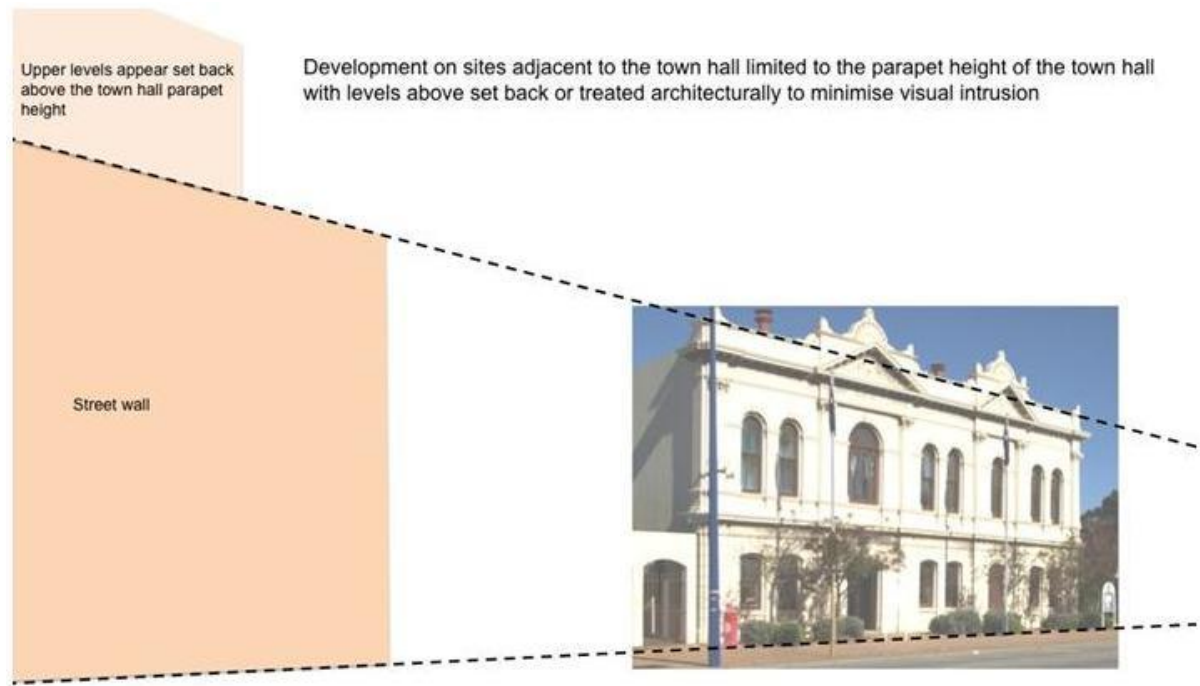 Upper levels appear set back
above the town hall parapet
height
Development on sites adjacent to the town hall limited to the parapet height of the town hall
with levels above set back or treated architecturally to minimise visual intrusion
Street wall